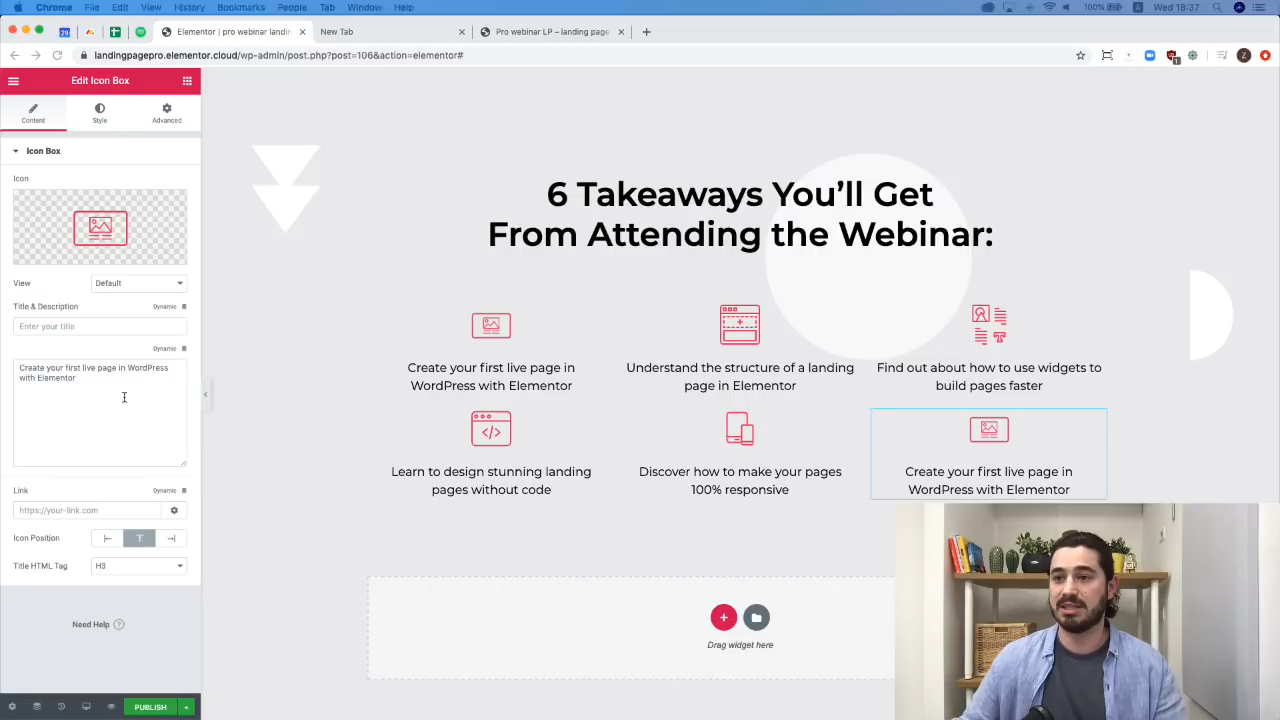 Chrome File Edit View History Bookmarks People Tab Window Help
100% Wed 18:37
Elementor | pro webinar landin
New Tab
Pro webinar LP – landing page
landingpagepro.elementor.cloud/wp-admin/post.php?post=106&action=elementor#
Edit Icon Box
Content Style Advanced
Icon Box
Icon
View Default
Title & Description Dynamic
Enter your title
Dynamic
Create your first live page in WordPress
with Elementor
Link Dynamic
https://your-link.com
Icon Position
Title HTML Tag H3
Need Help ?
PUBLISH
6 Takeaways You'll Get
From Attending the Webinar:
Create your first live page in
WordPress with Elementor
Understand the structure of a landing
page in Elementor
Find out about how to use widgets to
build pages faster
Learn to design stunning landing
pages without code
Discover how to make your pages
100% responsive
Create your first live page in
WordPress with Elementor
Drag widget here